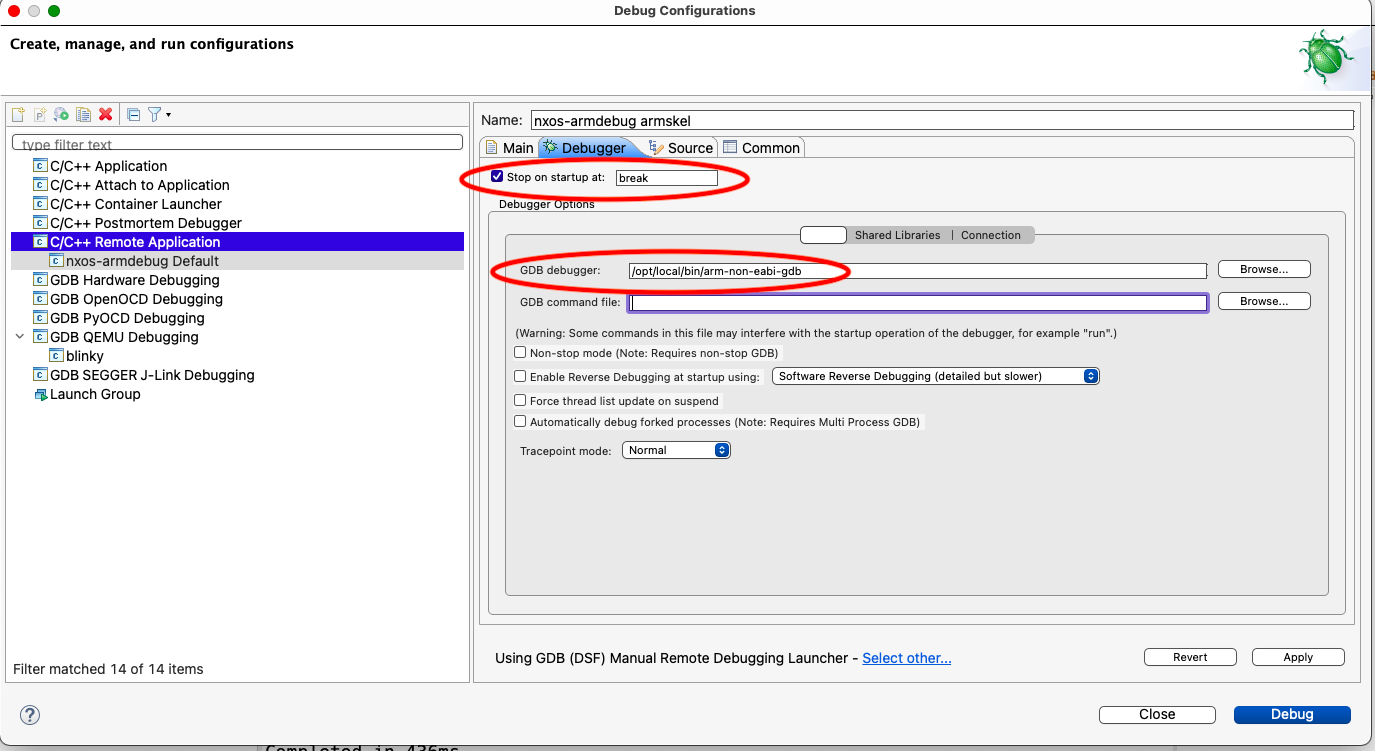 Debug Configurations
Create, manage, and run configurations
type filter text
C/C++ Application
C/C++ Attach to Application
C/C++ Container Launcher
C/C++ Postmortem Debugger
C/C++ Remote Application
nxos-armdebug Default
GDB Hardware Debugging
GDB OpenOCD Debugging
GDB PyOCD Debugging
GDB QEMU Debugging
blinky
GDB SEGGER J-Link Debugging
Launch Group
Filter matched 14 of 14 items
Name: nxos-armdebug armskel
Main Debugger Source Common
Stop on startup at: break
Debugger Options
Shared Libraries Connection
GDB debugger: /opt/local/bin/arm-non-eabi-gdb Browse...
GDB command file: Browse...
(Warning: Some commands in this file may interfere with the startup operation of the debugger, for example "run".)
Non-stop mode (Note: Requires non-stop GDB)
Enable Reverse Debugging at startup using: Software Reverse Debugging (detailed but slower)
Force thread list update on suspend
Automatically debug forked processes (Note: Requires Multi Process GDB)
Tracepoint mode: Normal
Using GDB (DSF) Manual Remote Debugging Launcher - Select other...
Revert Apply
? Close Debug
Completed in 436ms